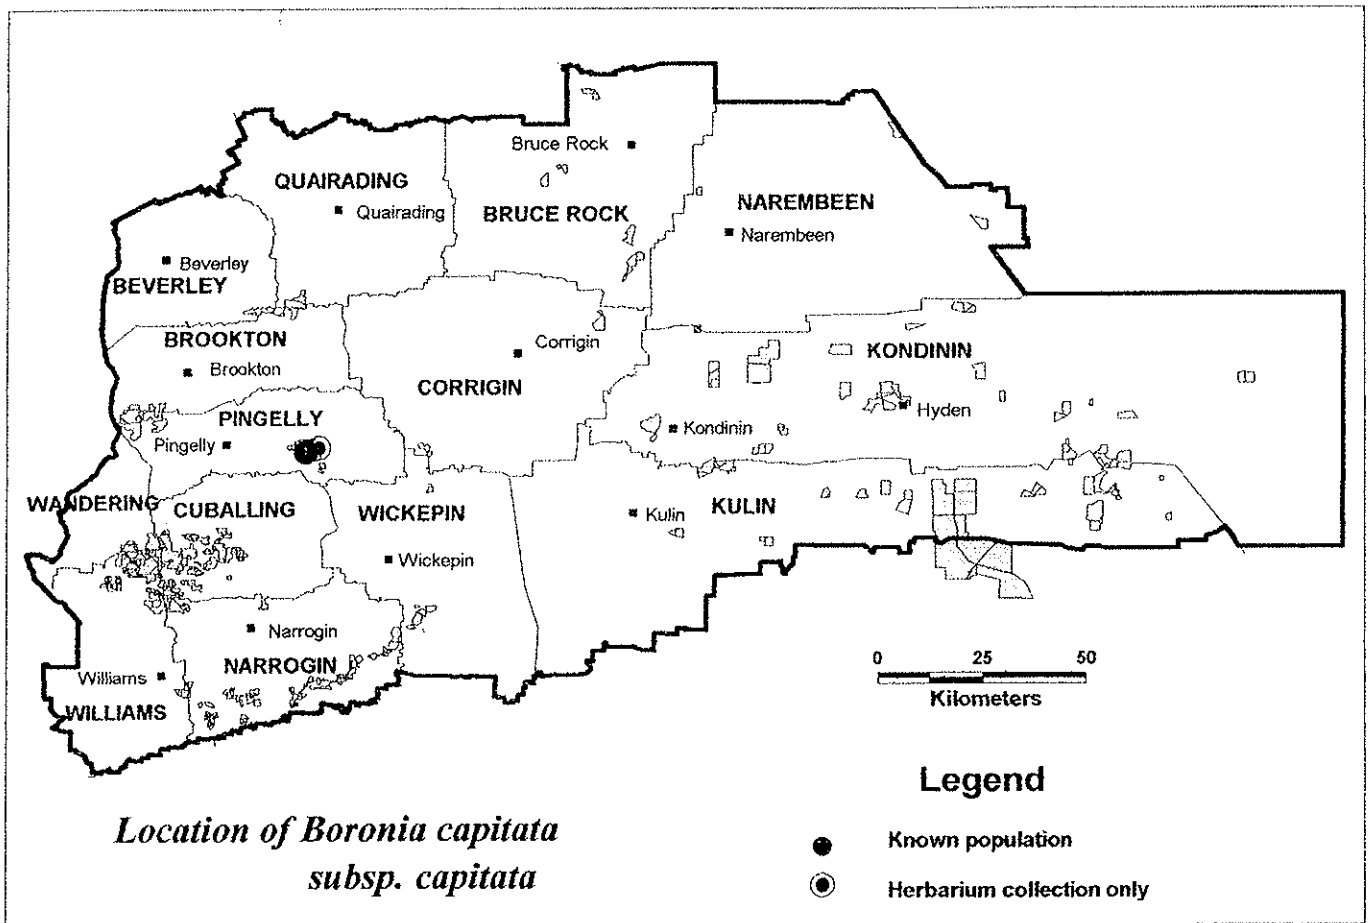 Bruce Rock
QUAIRADING
Quairading
BRUCE ROCK
NAREMBEEN
Narembeen
Beverley
BEVERLEY
BROOKTON
Brookton
Corrigin
CORRIGIN
KONDININ
Hyden
PINGELLY
Pingelly
Kondinin
WANDERING
CUBALLING
WICKEPIN
Wickepin
Kulin
KULIN
Narrogin
NARROGIN
Williams
WILLIAMS
0 25 50
Kilometers
Legend
Known population
Herbarium collection only
Location of Boronia capitata
subsp. capitata